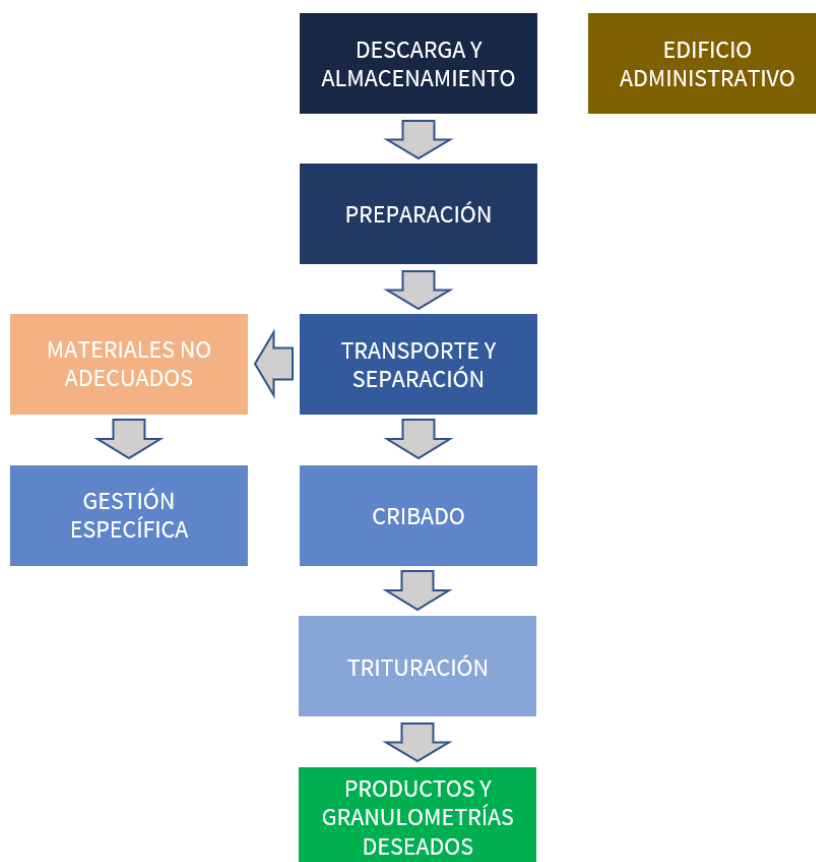 DESCARGA Y
ALMACENAMIENTO
EDIFICIO
ADMINISTRATIVO
PREPARACIÓN
MATERIALES NO
ADECUADOS
TRANSPORTE Y
SEPARACIÓN
GESTIÓN
ESPECÍFICA
CRIBADO
TRITURACIÓN
PRODUCTOS Y
GRANULOMETRÍAS
DESEADOS